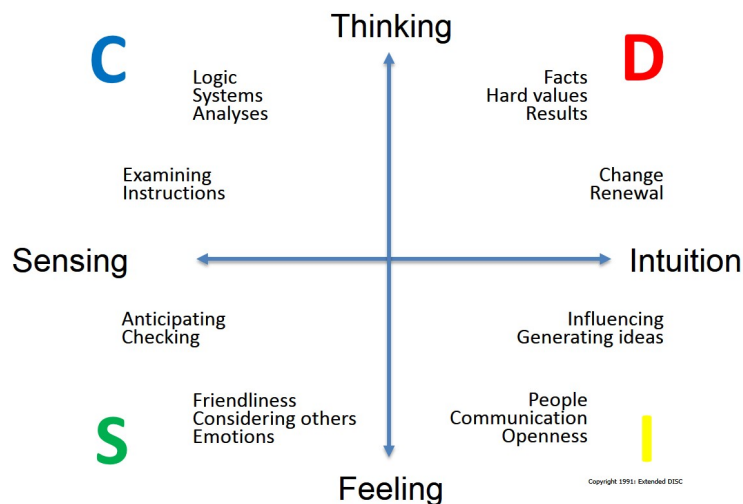 Thinking
C
D
Logic
Systems
Analyses
Facts
Hard values
Results
Examining
Instructions
Change
Renewal
Sensing
Intuition
Anticipating
Checking
Influencing
Generating ideas
Friendliness
Considering others
Emotions
People
Communication
Openness
S
I
Feeling
Copyright 1991: Extended DISC